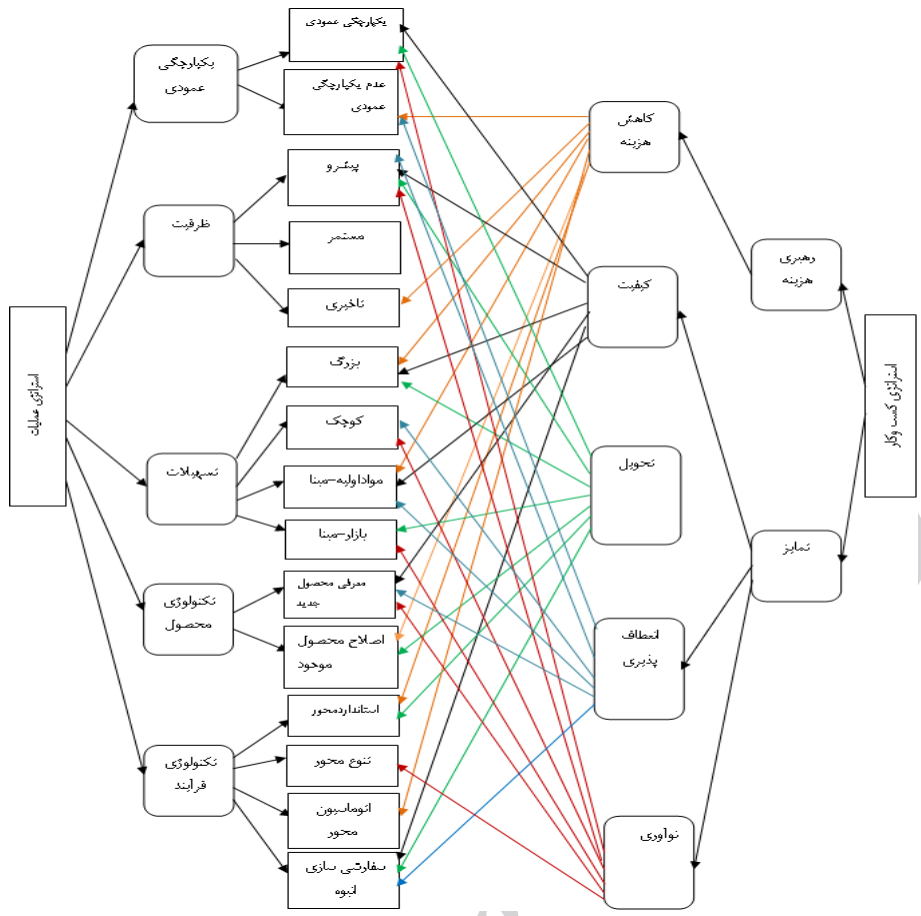 استراتژی کسب وکار
رهبری
هزینه
تمایز
کاهش
هزینه
کیفیت
تحویل
انعطاف
پذیری
نوآوری
یکپارچگی عمودی
عدم یکپارچگی
عمودی
پیشرو
مستمر
تاخیری
بزرگ
کوچک
مواداولیه-مبنا
بازار-مبنا
معرفی محصول
جدید
اصلاح محصول
موجود
استانداردمحور
تنوع محور
اتوماسیون
محور
سفارشی سازی
انبوه
یکپارچگی
عمودی
ظرفیت
تسهیلات
تکنولوژی
محصول
تکنولوژی
فرآیند
استراتژی عملیات